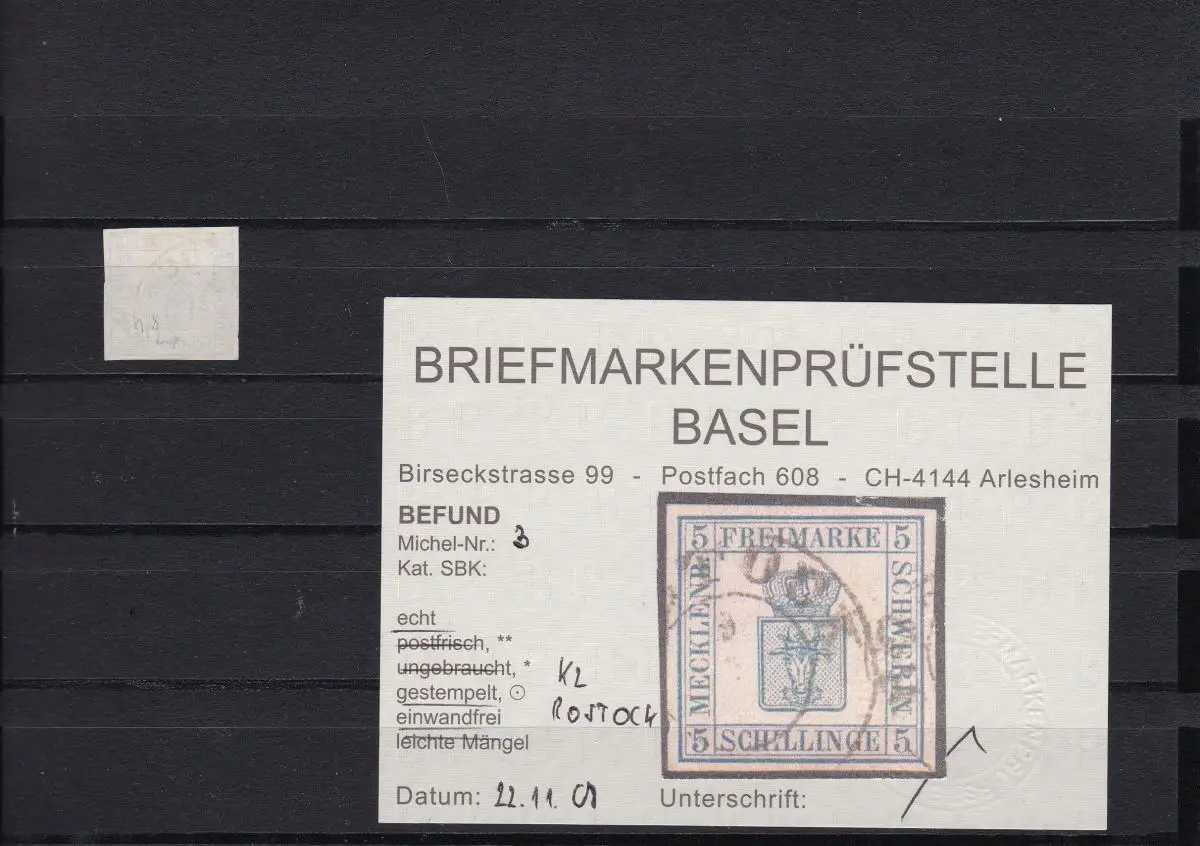 BRIEFMARKENPRÜFSTELLE
BASEL
Birseckstrasse 99 - Postfach 608 - CH-4144 Arlesheim
BEFUND
Michel-Nr.: 3
Kat. SBK:
echt
postfrisch, **
ungebraucht, *
gestempelt, ⊙
einwandfrei
leichte Mängel
K2
ROSTOCK
Datum: 22.11.
Unterschrift:
5 FREIMARKE 5
MECKLENB.
SCHWERIN
5 SCHILLINGE 5